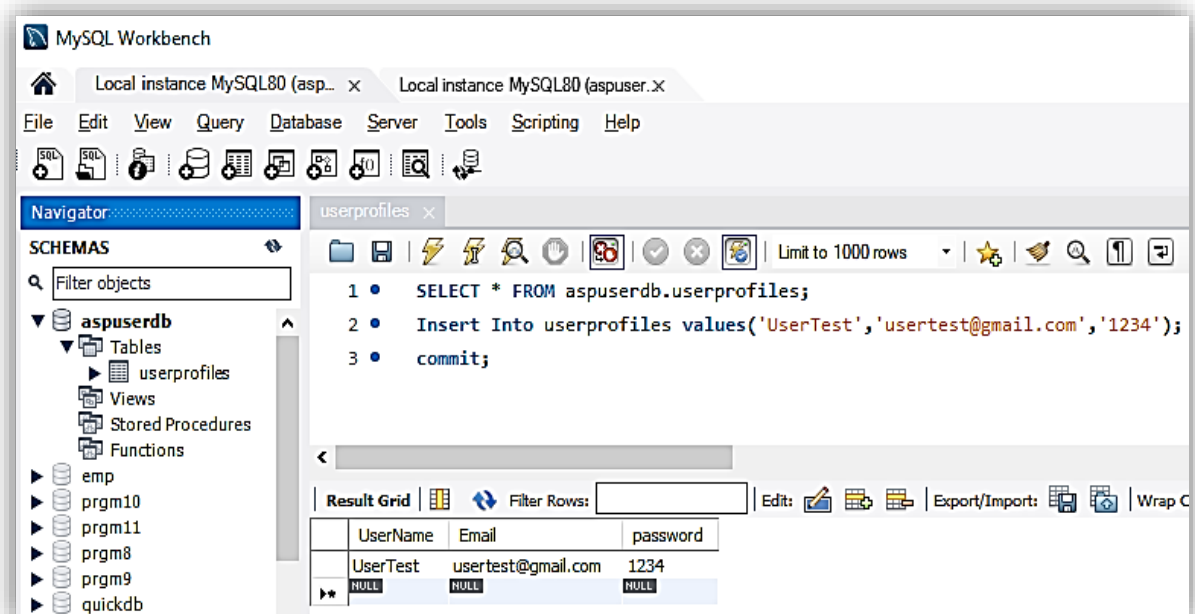 MySQL Workbench
Local instance MySQL80 (asp... × Local instance MySQL80 (aspuser. ×
File Edit View Query Database Server Tools Scripting Help
SQL SQL
Navigator
userprofiles ×
SCHEMAS
Limit to 1000 rows
Filter objects
1 SELECT * FROM aspuserdb.userprofiles;
2 Insert Into userprofiles values('UserTest','usertest@gmail.com','1234');
3 commit;
aspuserdb
Tables
userprofiles
Views
Stored Procedures
Functions
emp
prgm10
prgm11
prgm8
prgm9
quickdb
Result Grid Filter Rows: Edit: Export/Import: Wrap C
UserName Email password
UserTest usertest@gmail.com 1234
NULL NULL NULL